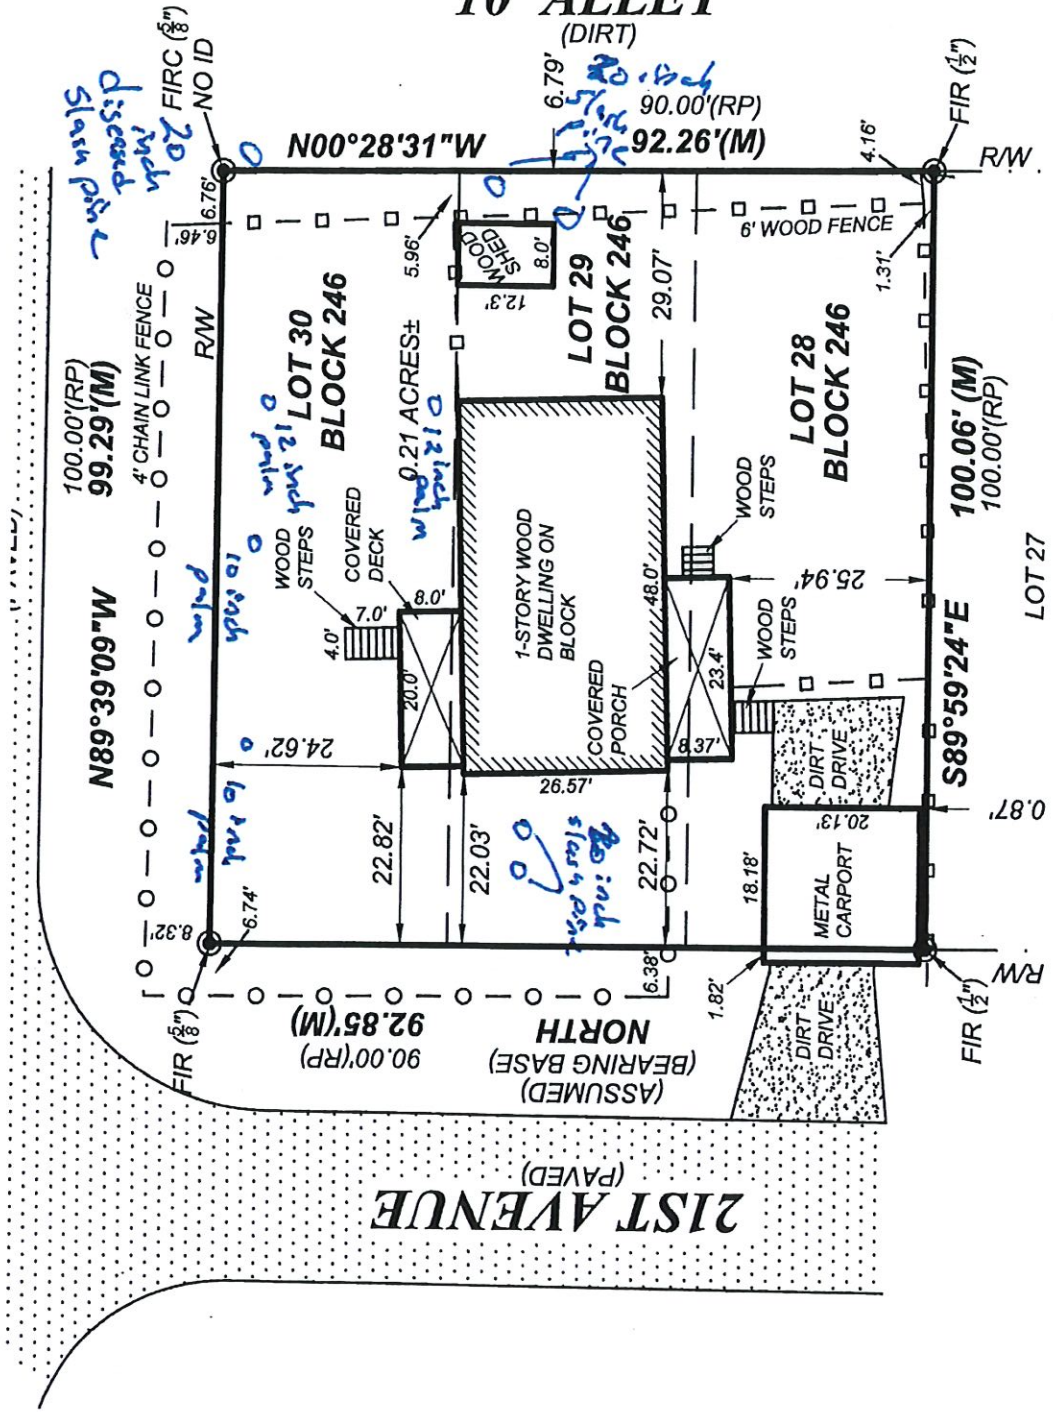 10' ALLEY
(DIRT)
FIRC (5/8")
NO ID
20
inch
diseased
slash pine
N00°28'31"W
6.79'
90.00'(RP)
92.26'(M)
FIR (1/2")
R/W
4.16'
6.76'
6.46'
5.96'
WOOD
SHED
8.0'
12.3'
6' WOOD FENCE
1.31'
100.00'(RP)
99.29'(M)
4' CHAIN LINK FENCE
R/W
LOT 30
BLOCK 246
0.21 ACRES±
LOT 29
BLOCK 246
29.07'
LOT 28
BLOCK 246
100.06' (M)
100.00'(RP)
12 inch
palm
12 inch
palm
N89°39'09"W
10 inch
palm
WOOD
STEPS
COVERED
DECK
4.0'
7.0'
8.0'
20.0'
1-STORY WOOD
DWELLING ON
BLOCK
48.0'
COVERED
PORCH
23.4'
8.37'
WOOD
STEPS
WOOD
STEPS
25.94'
S89°59'24"E
LOT 27
24.62'
10 inch
palm
26.57'
22.82'
22.03'
22.72'
inch
slash pine
DIRT
DRIVE
20.13'
18.18'
METAL
CARPORT
0.87'
8.32'
6.74'
6.38'
1.82'
FIR (5/8")
92.85'(M)
90.00'(RP)
NORTH
(BEARING BASE)
(ASSUMED)
DIRT
DRIVE
FIR (1/2")
R/W
(PAVED)
21ST AVENUE